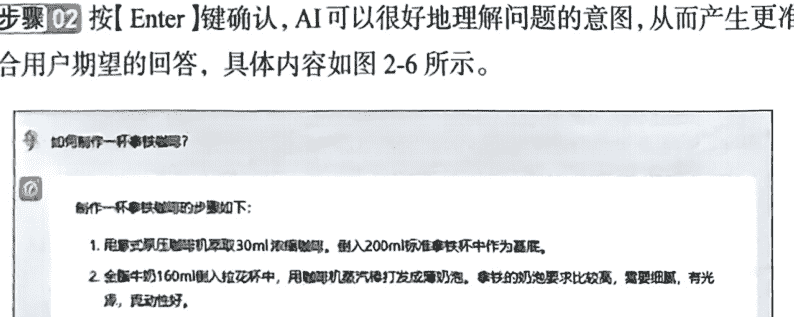 步骤02 按【Enter】键确认,AI可以很好地理解问题的意图,从而产生更准
合用户期望的回答，具体内容如图 2-6 所示。
如何制作一杯拿铁咖啡?
制作一杯拿铁咖啡的步骤如下:
1. 用意式泵压咖啡机萃取30ml浓缩咖啡。倒入200ml标准拿铁杯中作为基底。
2. 全脂牛奶160ml倒入拉花杯中，用咖啡机蒸汽棒打发成薄奶泡。拿铁的奶泡要求比较高，需要细腻，有光
泽，流动性好。